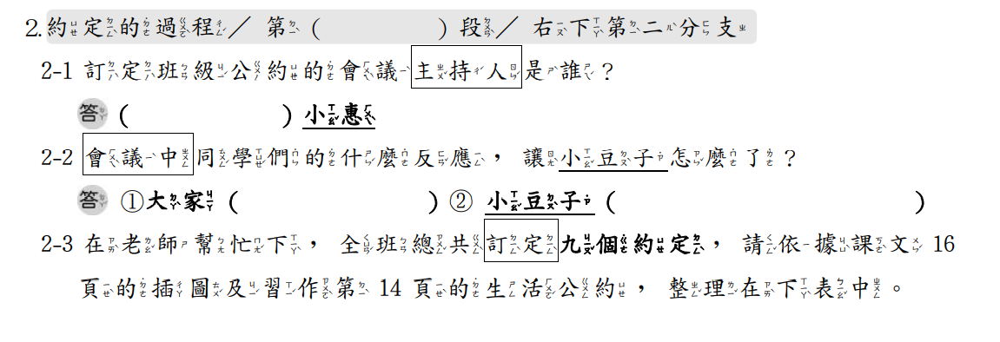 2.約定的過程／ 第（ ）段／ 右下第二分支
2-1 訂定班級公約的會議主持人是誰？
答（ ）小惠
2-2 會議中同學們的什麼反應，讓小豆子怎麼了？
答 ①大家（ ）② 小豆子（ ）
2-3 在老師幫忙下，全班總共訂定九個約定，請依據課文 16
頁的插圖及習作第 14 頁的生活公約，整理在下表中。